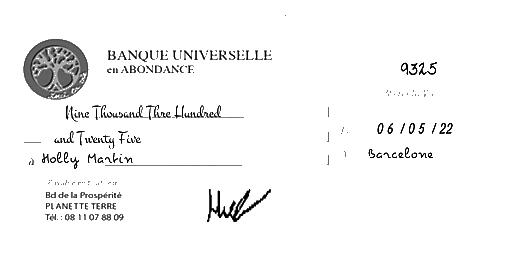 BANQUE UNIVERSELLE
en ABONDANCE
9325
Nine Thousand Thre Hundred
and Twenty Five
06/05/22
à Holly Martin
Barcelone
Bd de la Prospérité
PLANETTE TERRE
Tél. : 08 11 07 88 09